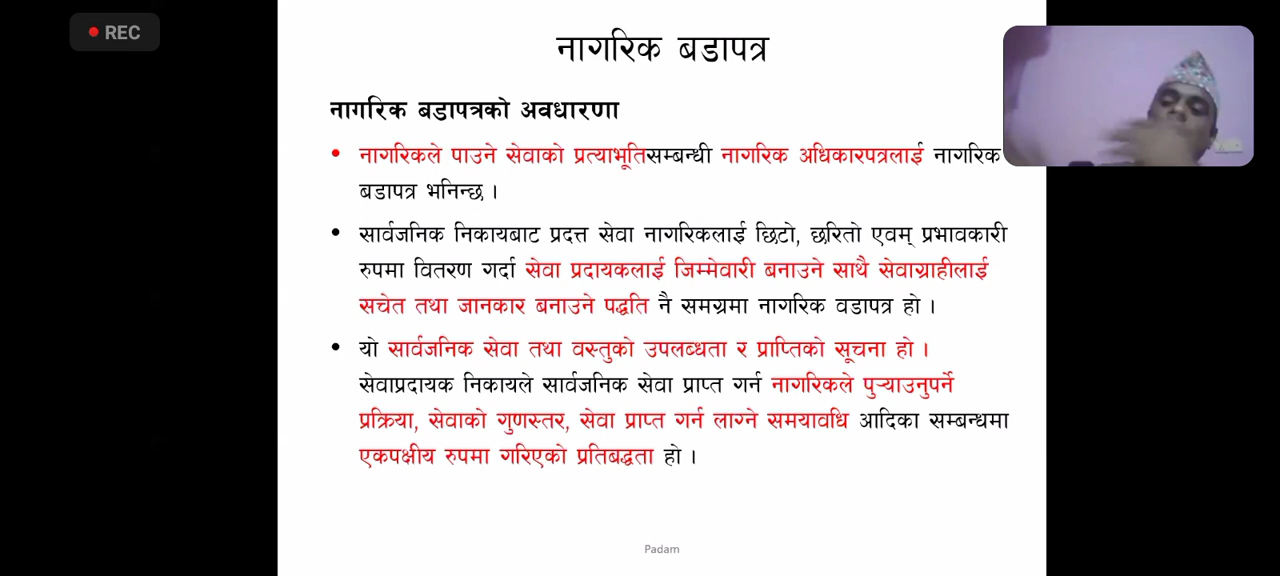 REC
नागरिक बडापत्र
नागरिक बडापत्रको अवधारणा
• नागरिकले पाउने सेवाको प्रत्याभूतिसम्बन्धी नागरिक अधिकारपत्रलाई नागरिक
बडापत्र भनिन्छ ।
• सार्वजनिक निकायबाट प्रदत्त सेवा नागरिकलाई छिटो, छरितो एवम् प्रभावकारी
रुपमा वितरण गर्दा सेवा प्रदायकलाई जिम्मेवारी बनाउने साथै सेवाग्राहीलाई
सचेत तथा जानकार बनाउने पद्धति नै समग्रमा नागरिक वडापत्र हो ।
• यो सार्वजनिक सेवा तथा वस्तुको उपलब्धता र प्राप्तिको सूचना हो ।
सेवाप्रदायक निकायले सार्वजनिक सेवा प्राप्त गर्न नागरिकले पुर्‍याउनुपर्ने
प्रक्रिया, सेवाको गुणस्तर, सेवा प्राप्त गर्न लाग्ने समयावधि आदिका सम्बन्धमा
एकपक्षीय रुपमा गरिएको प्रतिबद्धता हो ।
Padam